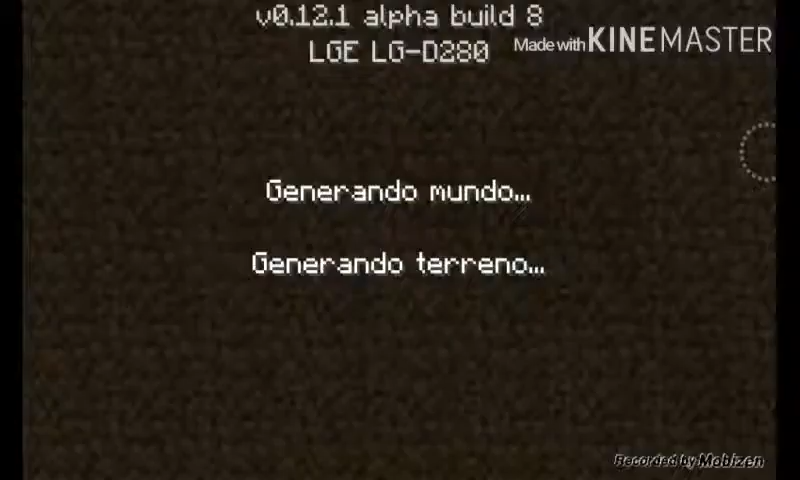 v0.12.1 alpha build 8
LGE LG-D280
Made with KINEMASTER
Generando mundo...
Generando terreno...
Recorded by Mobizen